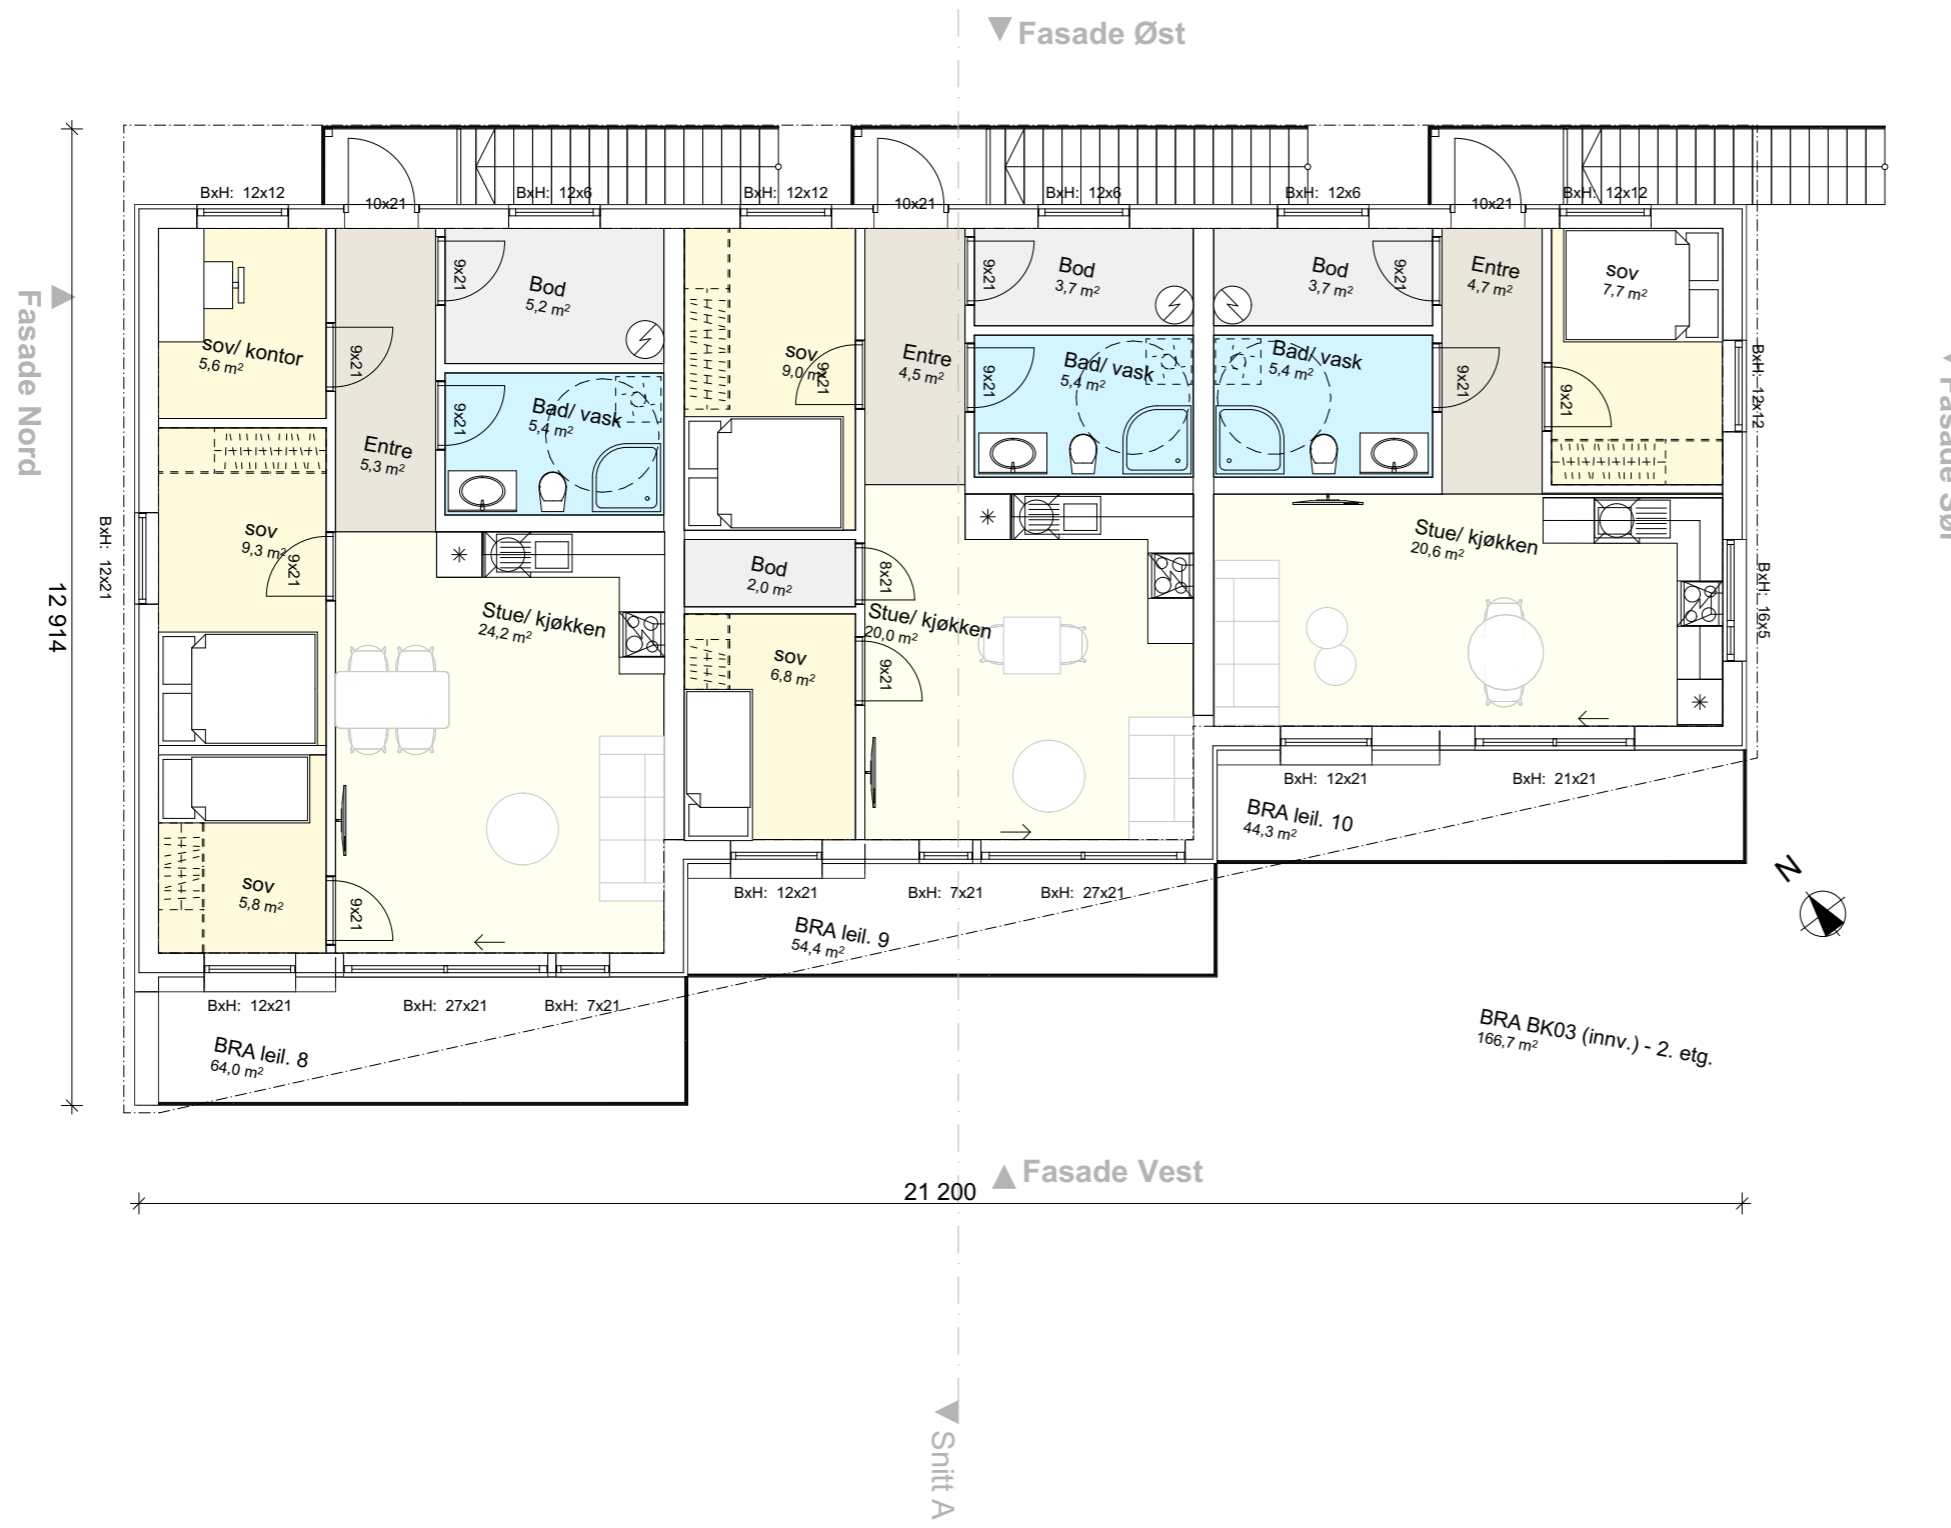 Fasade Øst
BxH: 12x12
10x21
BxH: 12x6
BxH: 12x12
10x21
BxH: 12x6
BxH: 12x6
10x21
BxH: 12x12
Fasade Nord
12 914
BxH: 12x21
sov/ kontor
5,6 m²
9x21
Entre
5,3 m²
9x21
Bod
5,2 m²
9x21
Bad/ vask
5,4 m²
sov
9,3 m²
9x21
Stue/ kjøkken
24,2 m²
sov
5,8 m²
9x21
sov
9,0 m²
9x21
Entre
4,5 m²
9x21
Bod
3,7 m²
9x21
Bad/ vask
5,4 m²
Bod
2,0 m²
8x21
Stue/ kjøkken
20,0 m²
sov
6,8 m²
9x21
Bod
3,7 m²
9x21
Entre
4,7 m²
sov
7,7 m²
Bad/ vask
5,4 m²
9x21
9x21
BxH: 12x12
Stue/ kjøkken
20,6 m²
BxH: 16x5
BxH: 12x21
BxH: 21x21
BRA leil. 10
44,3 m²
BxH: 12x21
BxH: 7x21
BxH: 27x21
BRA leil. 9
54,4 m²
N
BxH: 12x21
BxH: 27x21
BxH: 7x21
BRA leil. 8
64,0 m²
BRA BK03 (innv.) - 2. etg.
166,7 m²
Fasade Vest
21 200
Snitt A